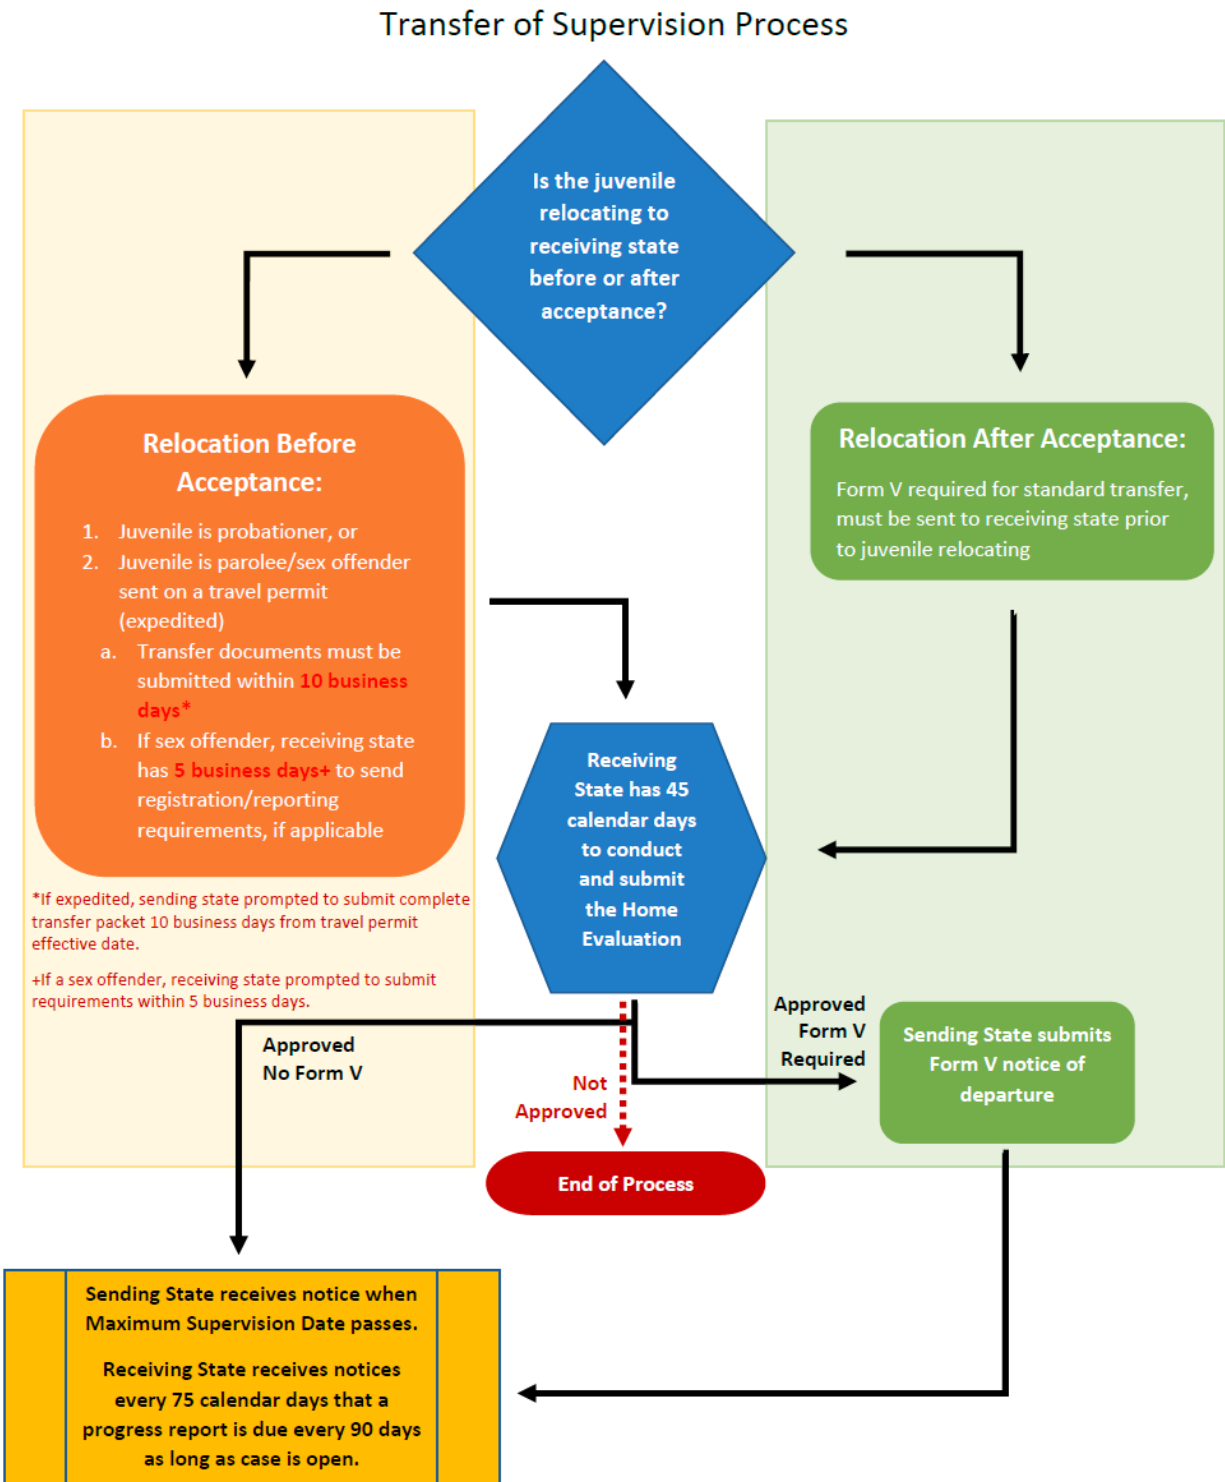 Transfer of Supervision Process
Is the juvenile
relocating to
receiving state
before or after
acceptance?
Relocation Before
Acceptance:
1. Juvenile is probationer, or
2. Juvenile is parolee/sex offender
sent on a travel permit
(expedited)
a. Transfer documents must be
submitted within 10 business
days*
b. If sex offender, receiving state
has 5 business days+ to send
registration/reporting
requirements, if applicable
*If expedited, sending state prompted to submit complete
transfer packet 10 business days from travel permit
effective date.
+If a sex offender, receiving state prompted to submit
requirements within 5 business days.
Relocation After Acceptance:
Form V required for standard transfer,
must be sent to receiving state prior
to juvenile relocating
Receiving
State has 45
calendar days
to conduct
and submit
the Home
Evaluation
Approved
No Form V
Not
Approved
Approved
Form V
Required
Sending State submits
Form V notice of
departure
End of Process
Sending State receives notice when
Maximum Supervision Date passes.
Receiving State receives notices
every 75 calendar days that a
progress report is due every 90 days
as long as case is open.